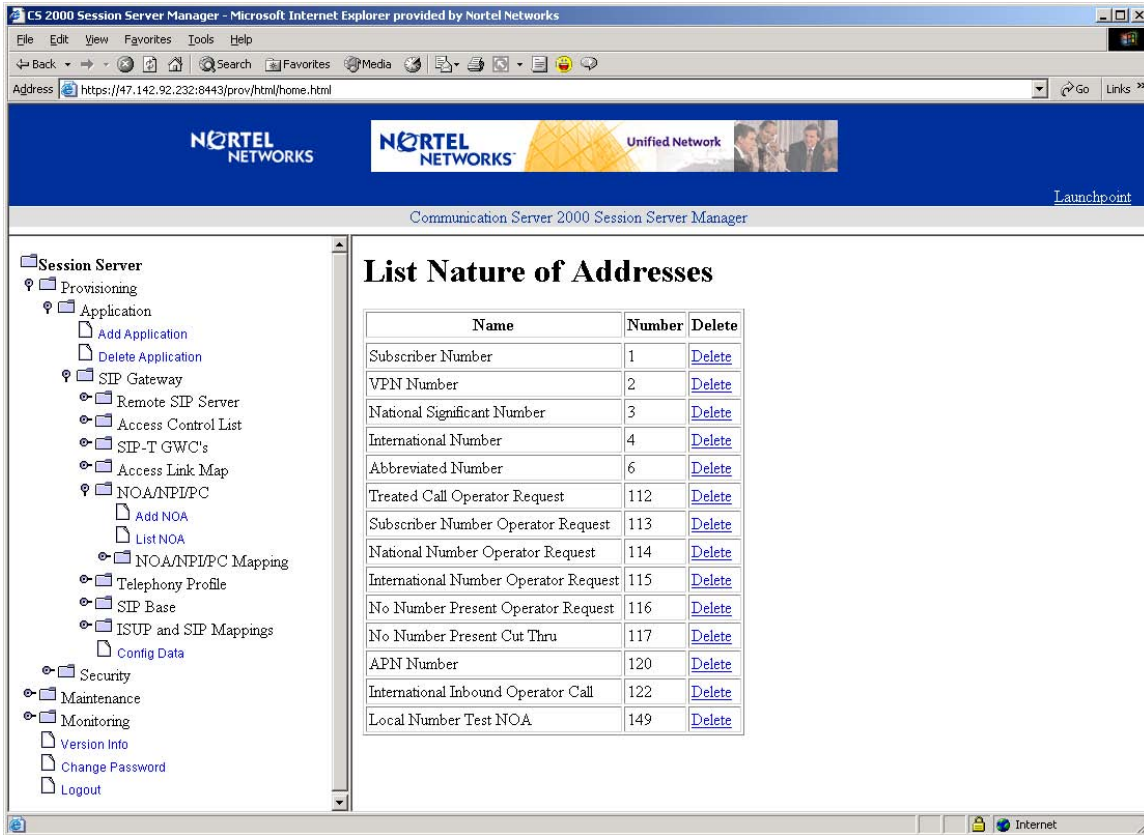 CS 2000 Session Server Manager - Microsoft Internet Explorer provided by Nortel Networks
File Edit View Favorites Tools Help
Back Search Favorites Media
Address https://47.142.92.232:8443/prov/html/home.html Go Links »
NORTEL NETWORKS
NORTEL NETWORKS™ Unified Network
Launchpoint
Communication Server 2000 Session Server Manager
Session Server
Provisioning
Application
Add Application
Delete Application
SIP Gateway
Remote SIP Server
Access Control List
SIP-T GWC's
Access Link Map
NOA/NPI/PC
Add NOA
List NOA
NOA/NPI/PC Mapping
Telephony Profile
SIP Base
ISUP and SIP Mappings
Config Data
Security
Maintenance
Monitoring
Version Info
Change Password
Logout
List Nature of Addresses
Name Number Delete
Subscriber Number 1 Delete
VPN Number 2 Delete
National Significant Number 3 Delete
International Number 4 Delete
Abbreviated Number 6 Delete
Treated Call Operator Request 112 Delete
Subscriber Number Operator Request 113 Delete
National Number Operator Request 114 Delete
International Number Operator Request 115 Delete
No Number Present Operator Request 116 Delete
No Number Present Cut Thru 117 Delete
APN Number 120 Delete
International Inbound Operator Call 122 Delete
Local Number Test NOA 149 Delete
Internet